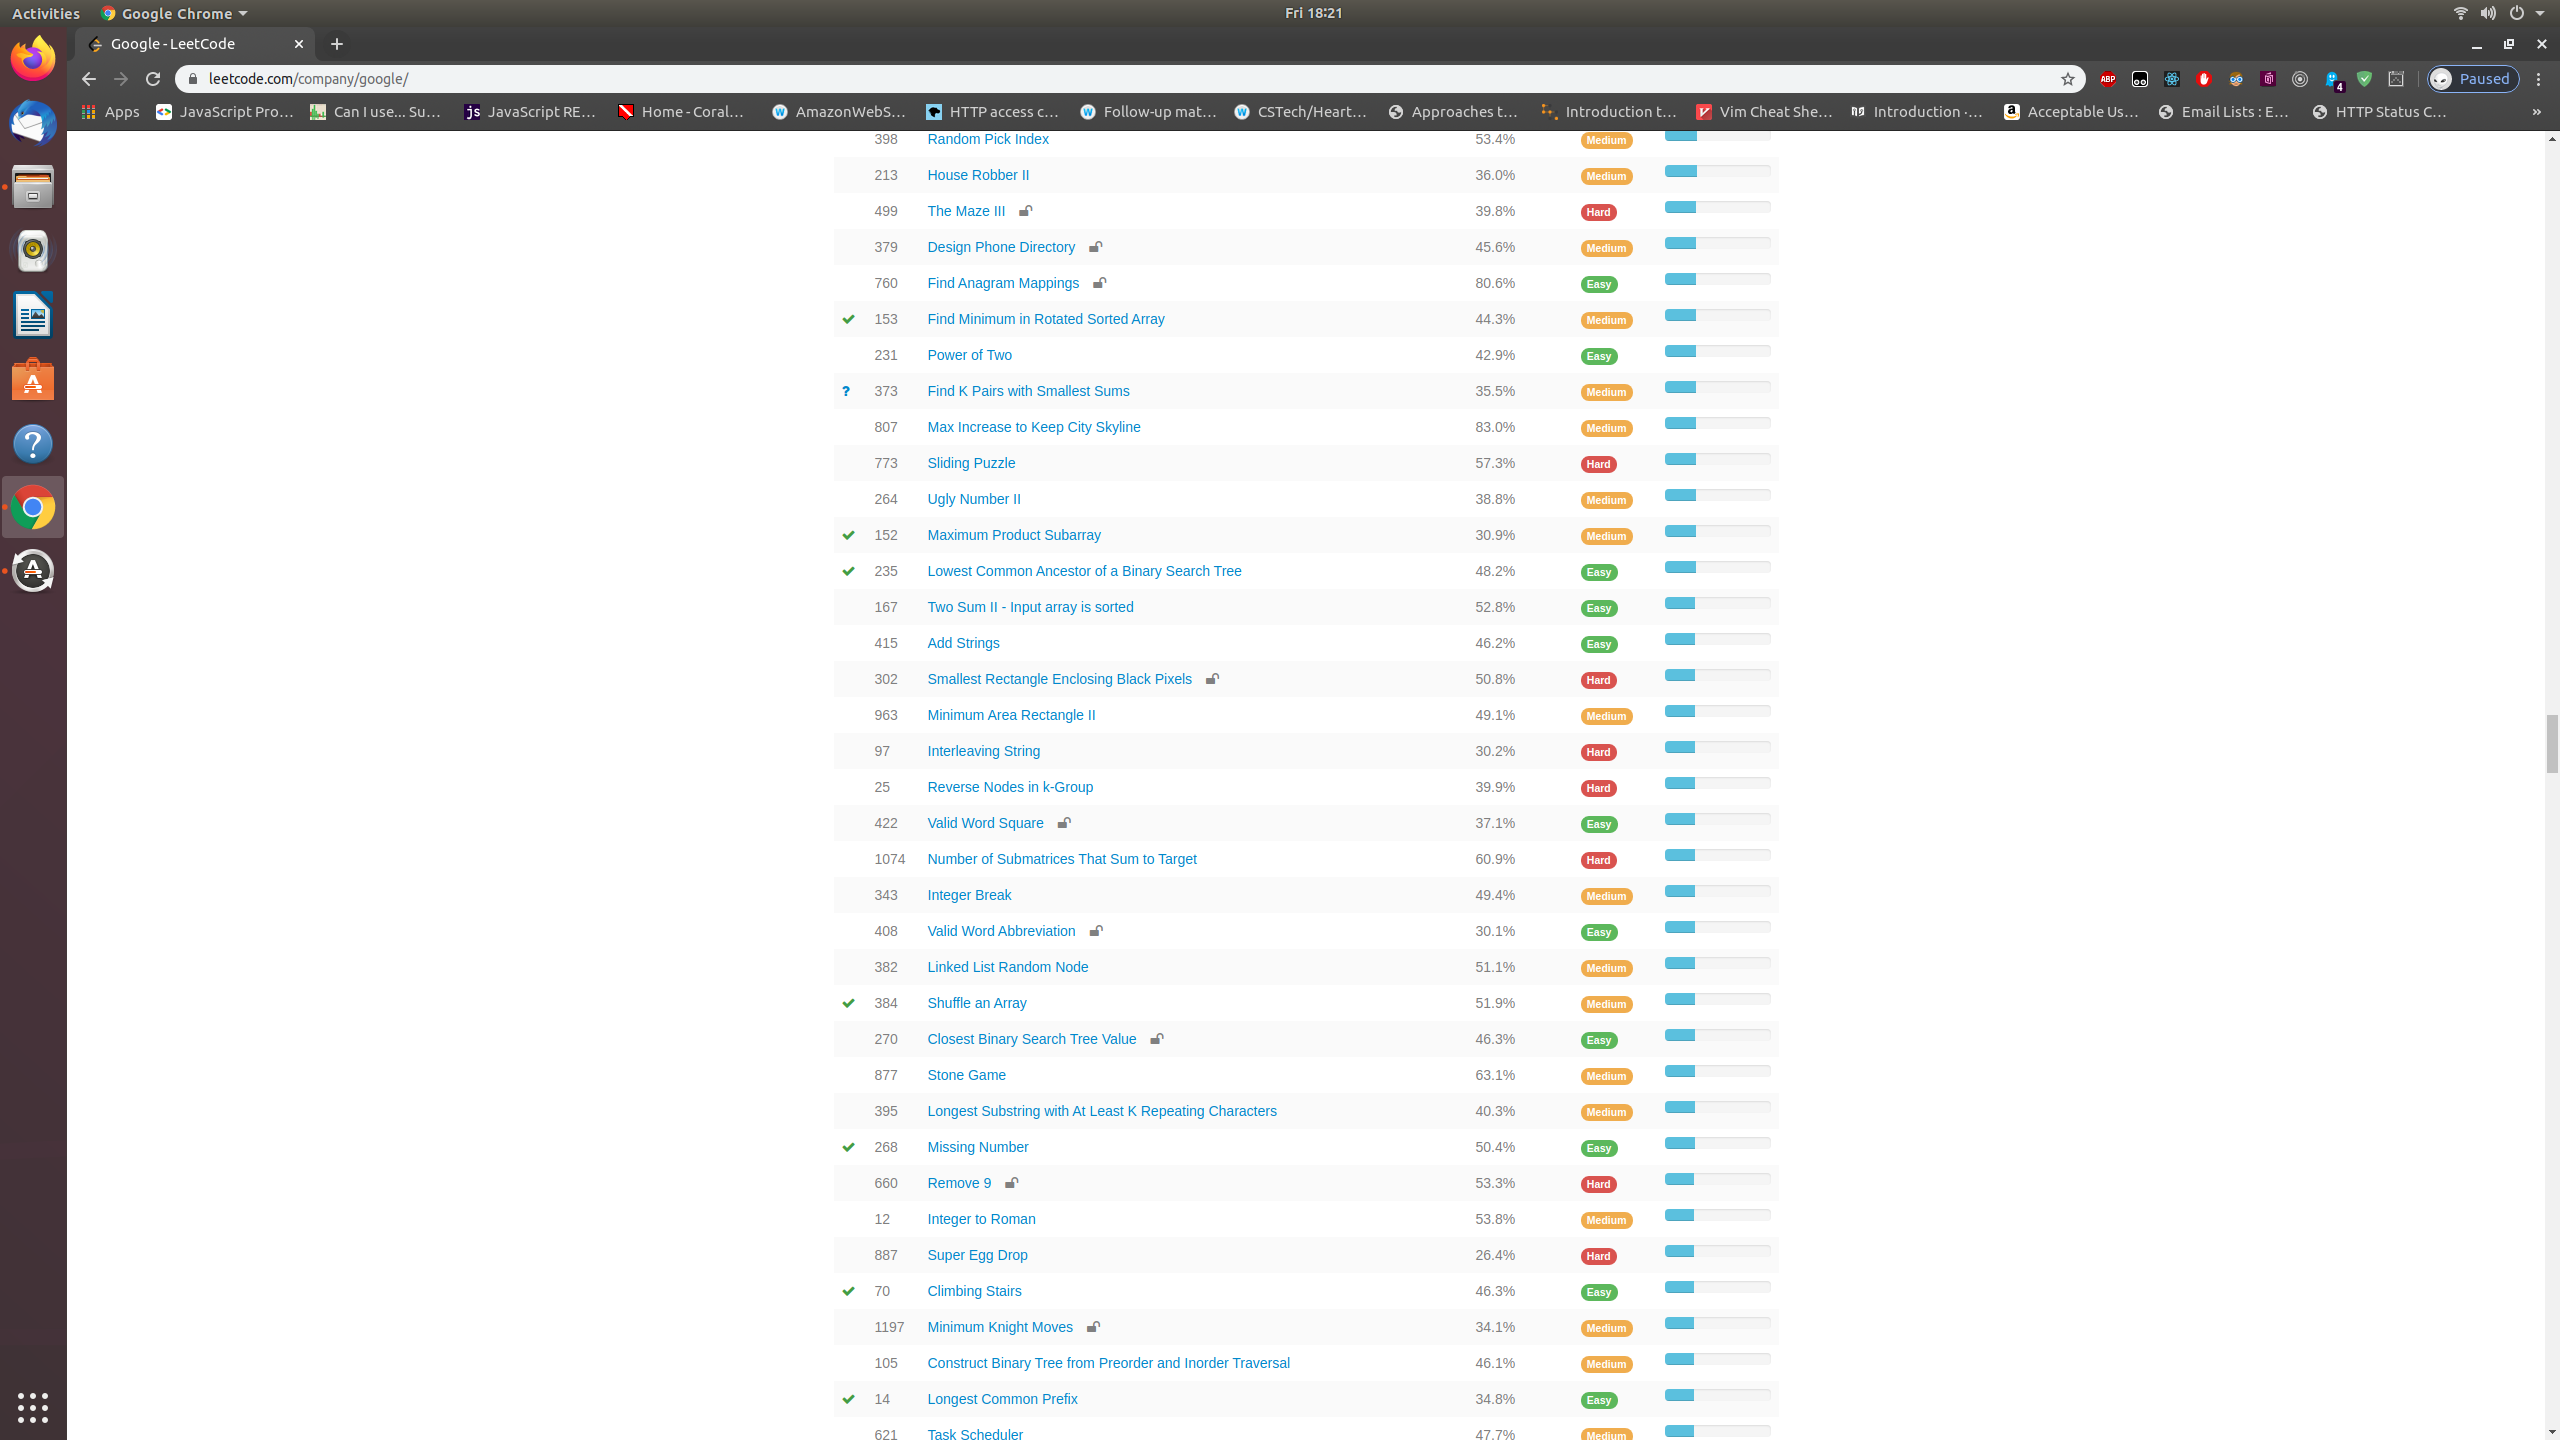 Activities Google Chrome Fri 18:21
Google - LeetCode
leetcode.com/company/google/ ABP 4 Paused
Apps JavaScript Pro… Can I use... Su… JavaScript RE… Home - Coral… AmazonWebS… HTTP access c… Follow-up mat… CSTech/Heart… Approaches t… Introduction t… Vim Cheat She… Introduction ·… Acceptable Us… Email Lists : E… HTTP Status C… »
398 Random Pick Index 53.4% Medium
213 House Robber II 36.0% Medium
499 The Maze III 39.8% Hard
379 Design Phone Directory 45.6% Medium
760 Find Anagram Mappings 80.6% Easy
153 Find Minimum in Rotated Sorted Array 44.3% Medium
231 Power of Two 42.9% Easy
? 373 Find K Pairs with Smallest Sums 35.5% Medium
807 Max Increase to Keep City Skyline 83.0% Medium
773 Sliding Puzzle 57.3% Hard
264 Ugly Number II 38.8% Medium
152 Maximum Product Subarray 30.9% Medium
235 Lowest Common Ancestor of a Binary Search Tree 48.2% Easy
167 Two Sum II - Input array is sorted 52.8% Easy
415 Add Strings 46.2% Easy
302 Smallest Rectangle Enclosing Black Pixels 50.8% Hard
963 Minimum Area Rectangle II 49.1% Medium
97 Interleaving String 30.2% Hard
25 Reverse Nodes in k-Group 39.9% Hard
422 Valid Word Square 37.1% Easy
1074 Number of Submatrices That Sum to Target 60.9% Hard
343 Integer Break 49.4% Medium
408 Valid Word Abbreviation 30.1% Easy
382 Linked List Random Node 51.1% Medium
384 Shuffle an Array 51.9% Medium
270 Closest Binary Search Tree Value 46.3% Easy
877 Stone Game 63.1% Medium
395 Longest Substring with At Least K Repeating Characters 40.3% Medium
268 Missing Number 50.4% Easy
660 Remove 9 53.3% Hard
12 Integer to Roman 53.8% Medium
887 Super Egg Drop 26.4% Hard
70 Climbing Stairs 46.3% Easy
1197 Minimum Knight Moves 34.1% Medium
105 Construct Binary Tree from Preorder and Inorder Traversal 46.1% Medium
14 Longest Common Prefix 34.8% Easy
621 Task Scheduler 47.7% Medium